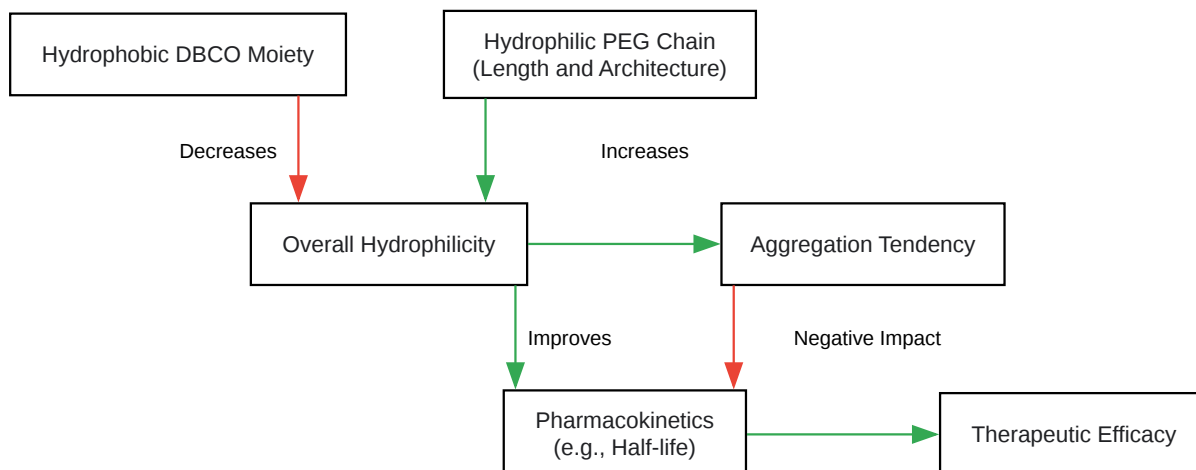 Hydrophobic DBCO Moiety
Hydrophilic PEG Chain
(Length and Architecture)
Decreases
Increases
Overall Hydrophilicity
Aggregation Tendency
Improves
Negative Impact
Pharmacokinetics
(e.g., Half-life)
Therapeutic Efficacy